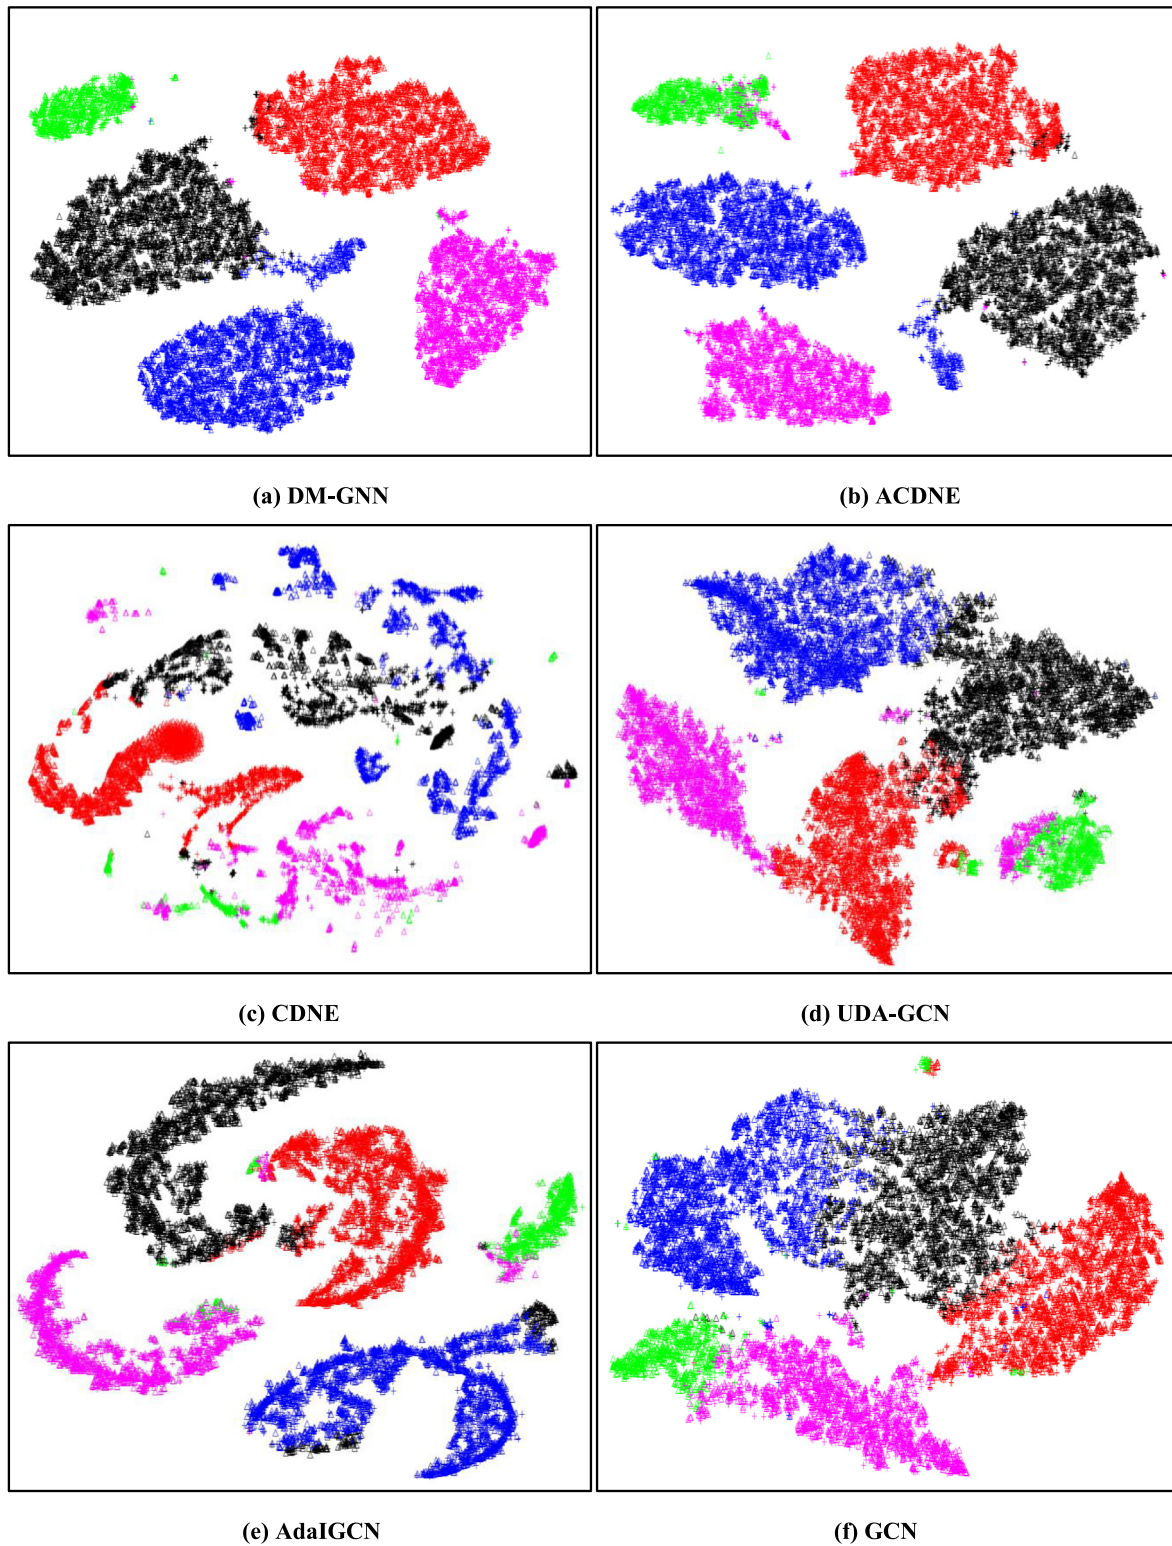 (a) DM-GNN
(b) ACDNE
(c) CDNE
(d) UDA-GCN
(e) AdaIGCN
(f) GCN